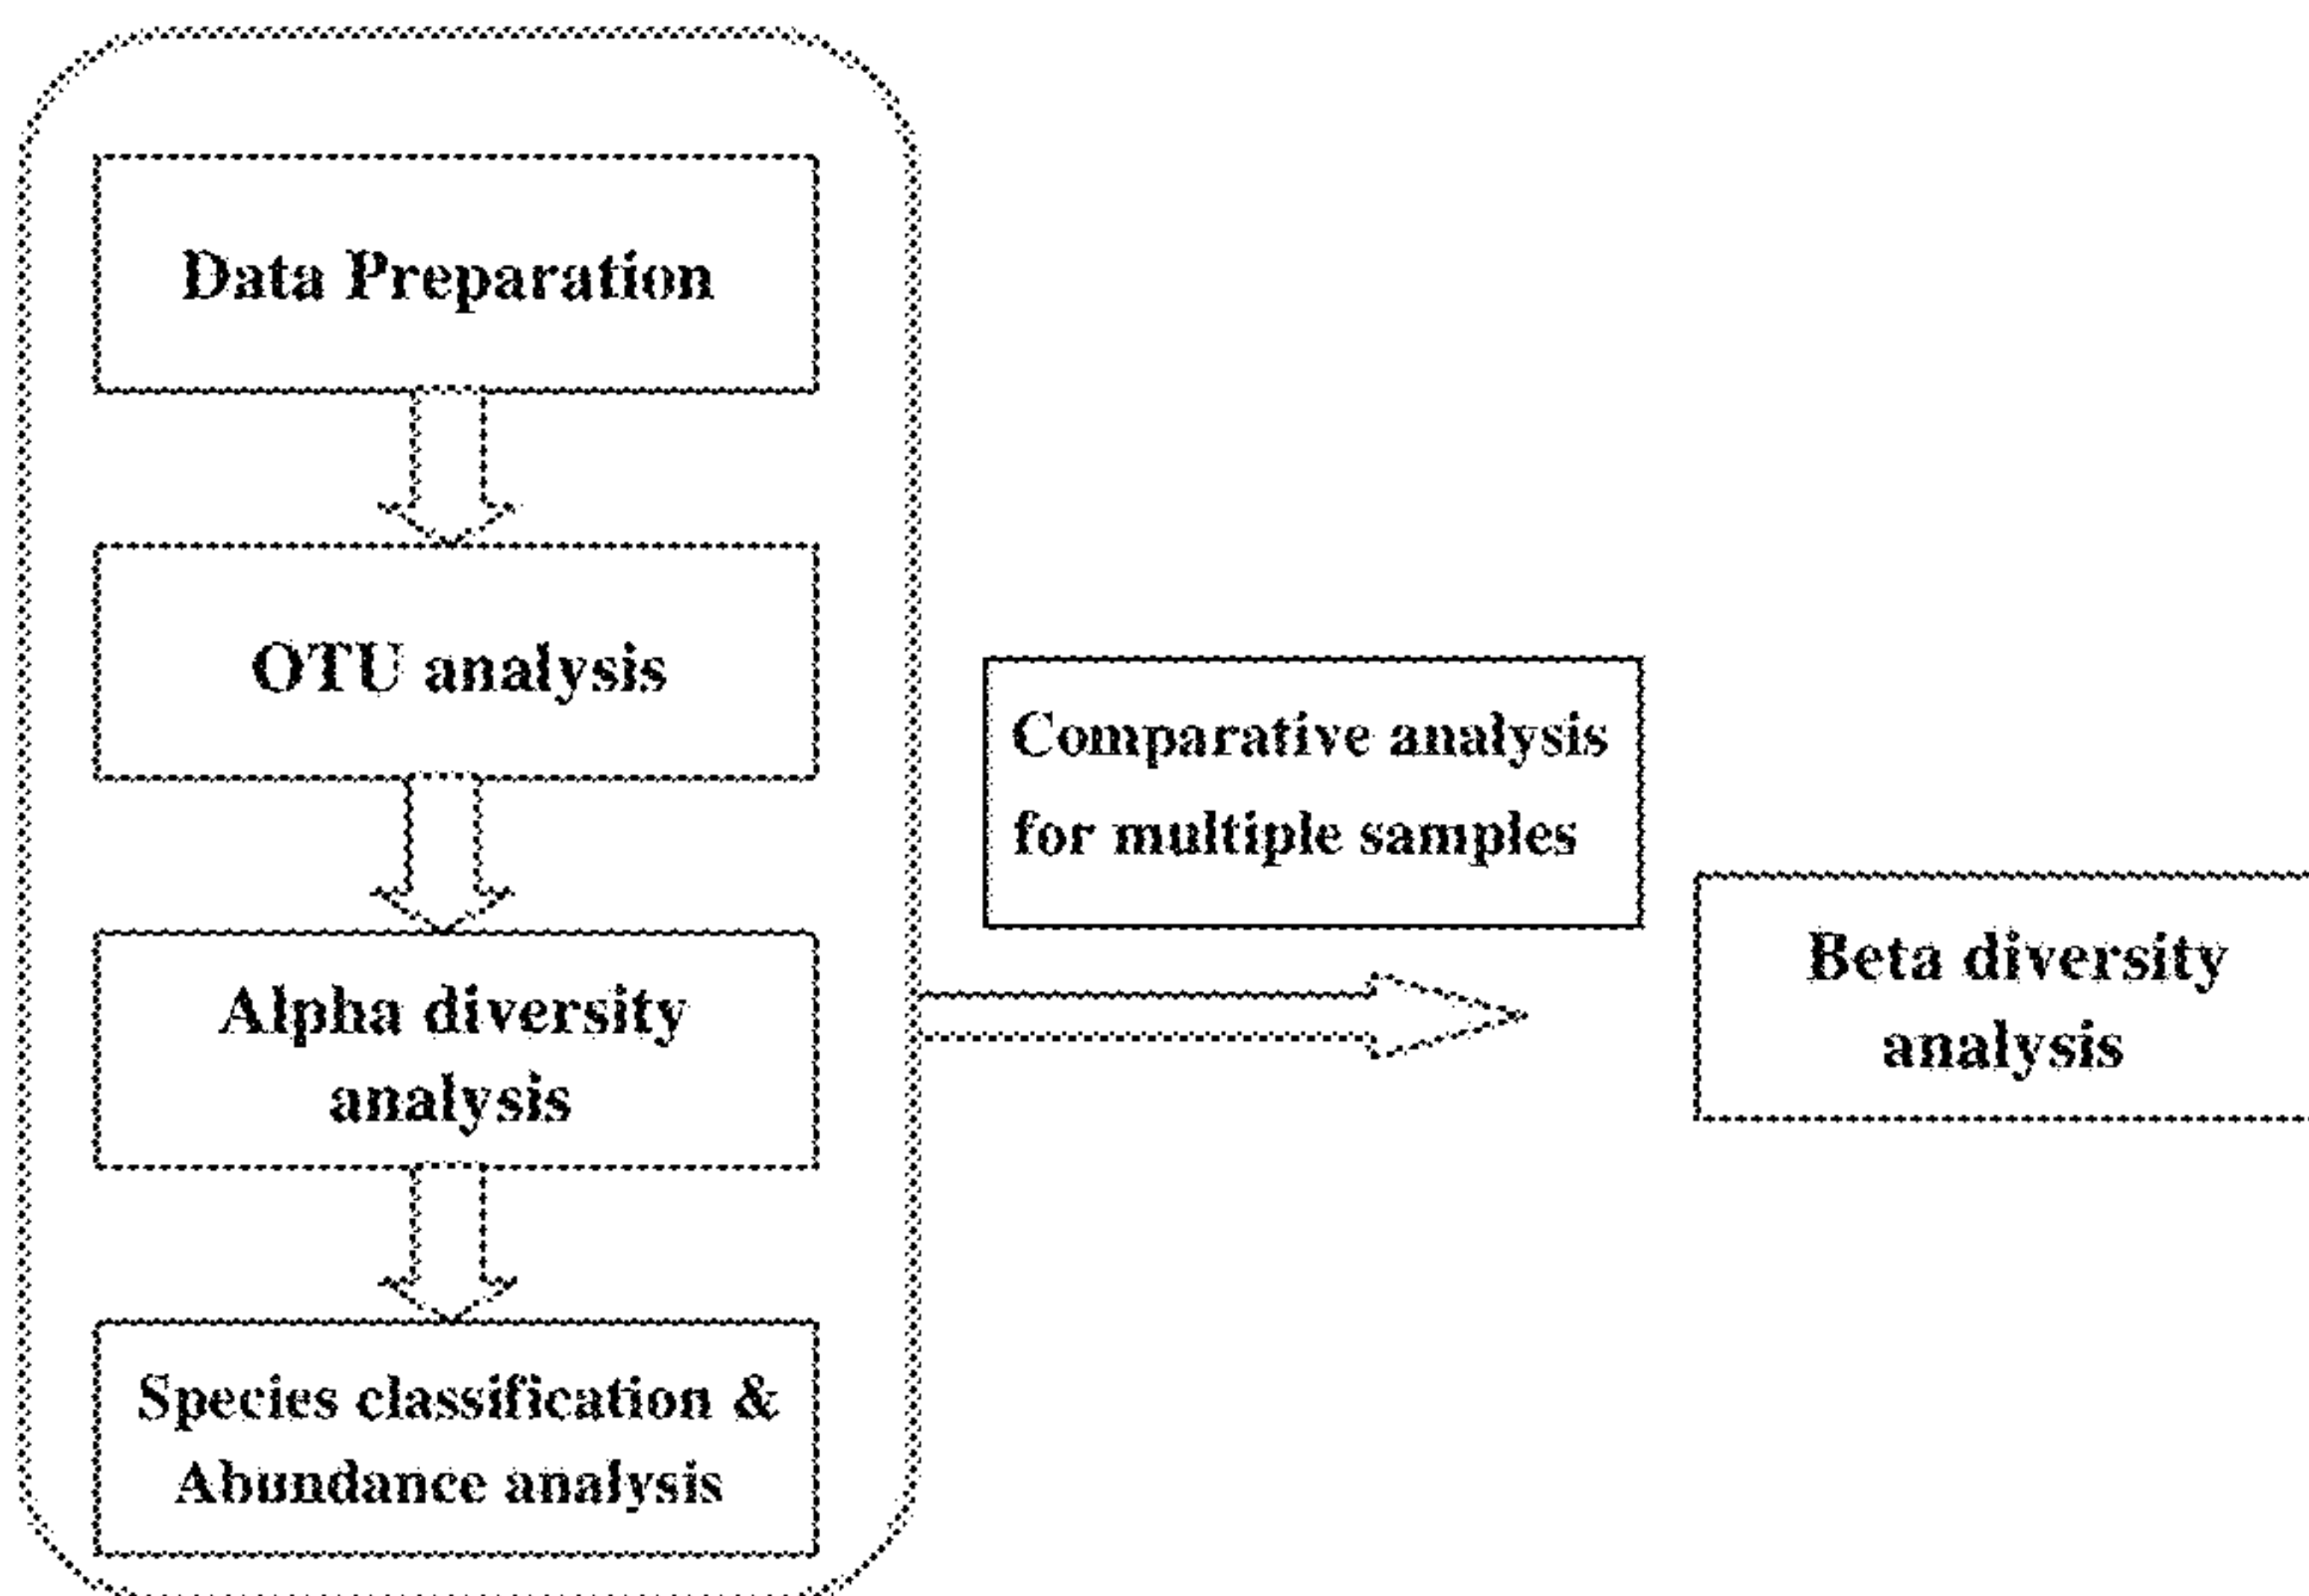 Data Preparation
OTU analysis
Alpha diversity
analysis
Species classification &
Abundance analysis
Comparative analysis
for multiple samples
Beta diversity
analysis